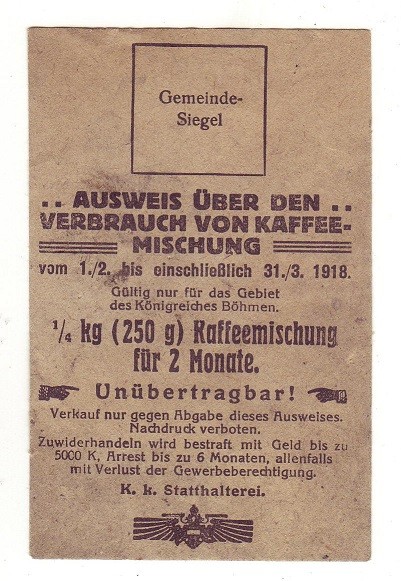 Gemeinde-
Siegel
.. AUSWEIS ÜBER DEN ..
VERBRAUCH VON KAFFEE-
MISCHUNG
vom 1./2. bis einschließlich 31./3. 1918.
Gültig nur für das Gebiet
des Königreiches Böhmen.
¼ kg (250 g) Kaffeemischung
für 2 Monate.
Unübertragbar!
Verkauf nur gegen Abgabe dieses Ausweises.
Nachdruck verboten.
Zuwiderhandeln wird bestraft mit Geld bis zu
5000 K, Arrest bis zu 6 Monaten, allenfalls
mit Verlust der Gewerbeberechtigung.
K. k. Statthalterei.